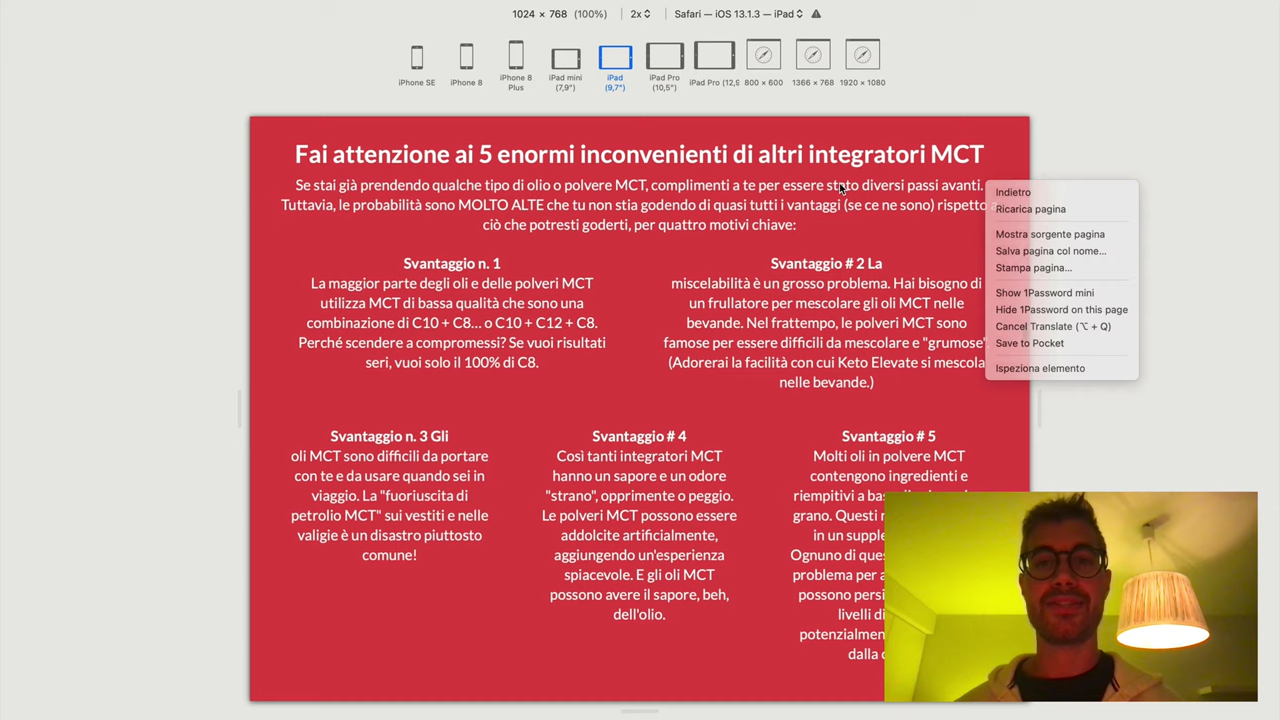 1024 × 768 (100%)
2x
Safari — iOS 13.1.3 — iPad
iPhone SE
iPhone 8
iPhone 8
Plus
iPad mini
(7,9")
iPad
(9,7")
iPad Pro
(10,5")
iPad Pro (12,9
800 × 600
1366 × 768
1920 × 1080
Fai attenzione ai 5 enormi inconvenienti di altri integratori MCT
Se stai già prendendo qualche tipo di olio o polvere MCT, complimenti a te per essere stato diversi passi avanti.
Tuttavia, le probabilità sono MOLTO ALTE che tu non stia godendo di quasi tutti i vantaggi (se ce ne sono) rispetto
ciò che potresti goderti, per quattro motivi chiave:
Svantaggio n. 1
La maggior parte degli oli e delle polveri MCT
utilizza MCT di bassa qualità che sono una
combinazione di C10 + C8... o C10 + C12 + C8.
Perché scendere a compromessi? Se vuoi risultati
seri, vuoi solo il 100% di C8.
Svantaggio # 2 La
miscelabilità è un grosso problema. Hai bisogno di
un frullatore per mescolare gli oli MCT nelle
bevande. Nel frattempo, le polveri MCT sono
famose per essere difficili da mescolare e "grumose"
(Adorerai la facilità con cui Keto Elevate si mescola
nelle bevande.)
Svantaggio n. 3 Gli
oli MCT sono difficili da portare
con te e da usare quando sei in
viaggio. La "fuoriuscita di
petrolio MCT" sui vestiti e nelle
valigie è un disastro piuttosto
comune!
Svantaggio # 4
Così tanti integratori MCT
hanno un sapore e un odore
"strano", opprimente o peggio.
Le polveri MCT possono essere
addolcite artificialmente,
aggiungendo un'esperienza
spiacevole. E gli oli MCT
possono avere il sapore, beh,
dell'olio.
Svantaggio # 5
Molti oli in polvere MCT
contengono ingredienti e
riempitivi a
grano. Questi
in un
Ognuno di
problema per
possono
livelli
potenzialmen
dalla
Indietro
Ricarica pagina
Mostra sorgente pagina
Salva pagina col nome...
Stampa pagina...
Show 1Password mini
Hide 1Password on this page
Cancel Translate (⌥ + Q)
Save to Pocket
Ispeziona elemento